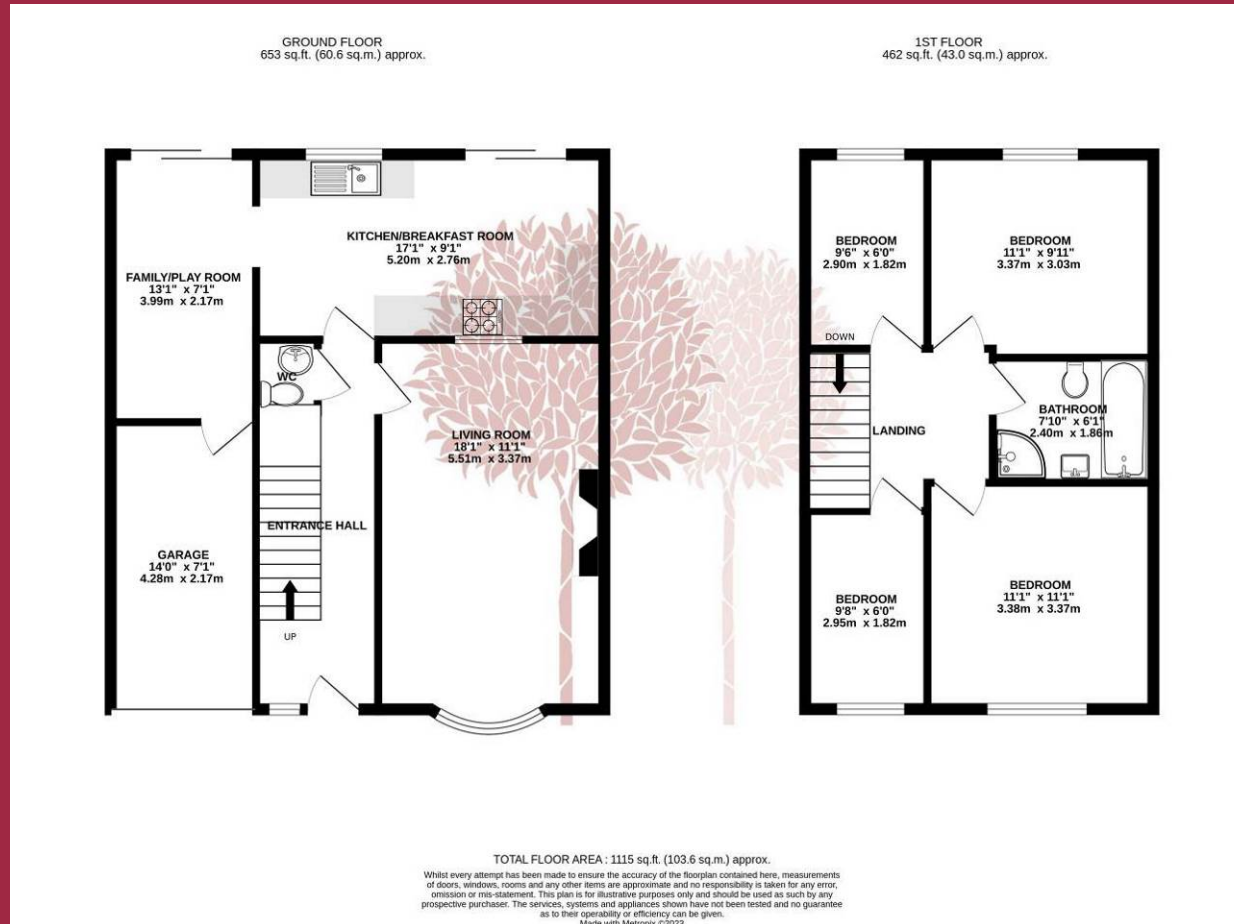 GROUND FLOOR
653 sq.ft. (60.6 sq.m.) approx.
1ST FLOOR
462 sq.ft. (43.0 sq.m.) approx.
KITCHEN/BREAKFAST ROOM
17'1" x 9'1"
5.20m x 2.76m
FAMILY/PLAY ROOM
13'1" x 7'1"
3.99m x 2.17m
WC
LIVING ROOM
18'1" x 11'1"
5.51m x 3.37m
ENTRANCE HALL
GARAGE
14'0" x 7'1"
4.28m x 2.17m
UP
BEDROOM
9'6" x 6'0"
2.90m x 1.82m
BEDROOM
11'1" x 9'11"
3.37m x 3.03m
DOWN
BATHROOM
7'10" x 6'1"
2.40m x 1.86m
LANDING
BEDROOM
9'8" x 6'0"
2.95m x 1.82m
BEDROOM
11'1" x 11'1"
3.38m x 3.37m
TOTAL FLOOR AREA : 1115 sq.ft. (103.6 sq.m.) approx.
Whilst every attempt has been made to ensure the accuracy of the floorplan contained here, measurements
of doors, windows, rooms and any other items are approximate and no responsibility is taken for any error,
omission or mis-statement. This plan is for illustrative purposes only and should be used as such by any
prospective purchaser. The services, systems and appliances shown have not been tested and no guarantee
as to their operability or efficiency can be given.
Made with Metropix ©2023